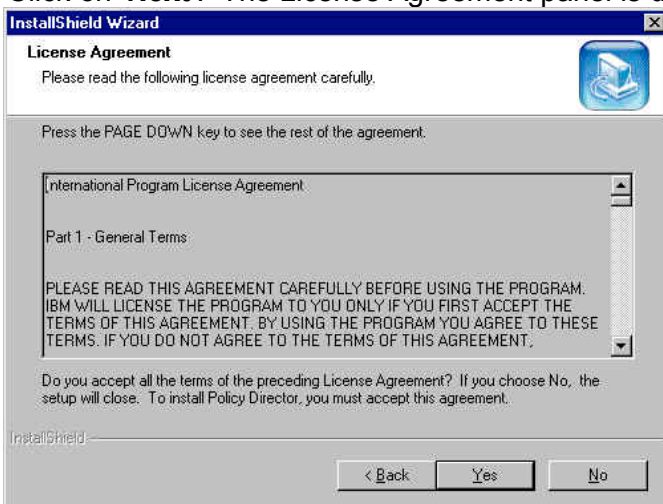 InstallShield Wizard
License Agreement
Please read the following license agreement carefully.
Press the PAGE DOWN key to see the rest of the agreement.
International Program License Agreement
Part 1 - General Terms
PLEASE READ THIS AGREEMENT CAREFULLY BEFORE USING THE PROGRAM.
IBM WILL LICENSE THE PROGRAM TO YOU ONLY IF YOU FIRST ACCEPT THE
TERMS OF THIS AGREEMENT. BY USING THE PROGRAM YOU AGREE TO THESE
TERMS. IF YOU DO NOT AGREE TO THE TERMS OF THIS AGREEMENT,
Do you accept all the terms of the preceding License Agreement? If you choose No, the
setup will close. To install Policy Director, you must accept this agreement.
InstallShield
< Back Yes No